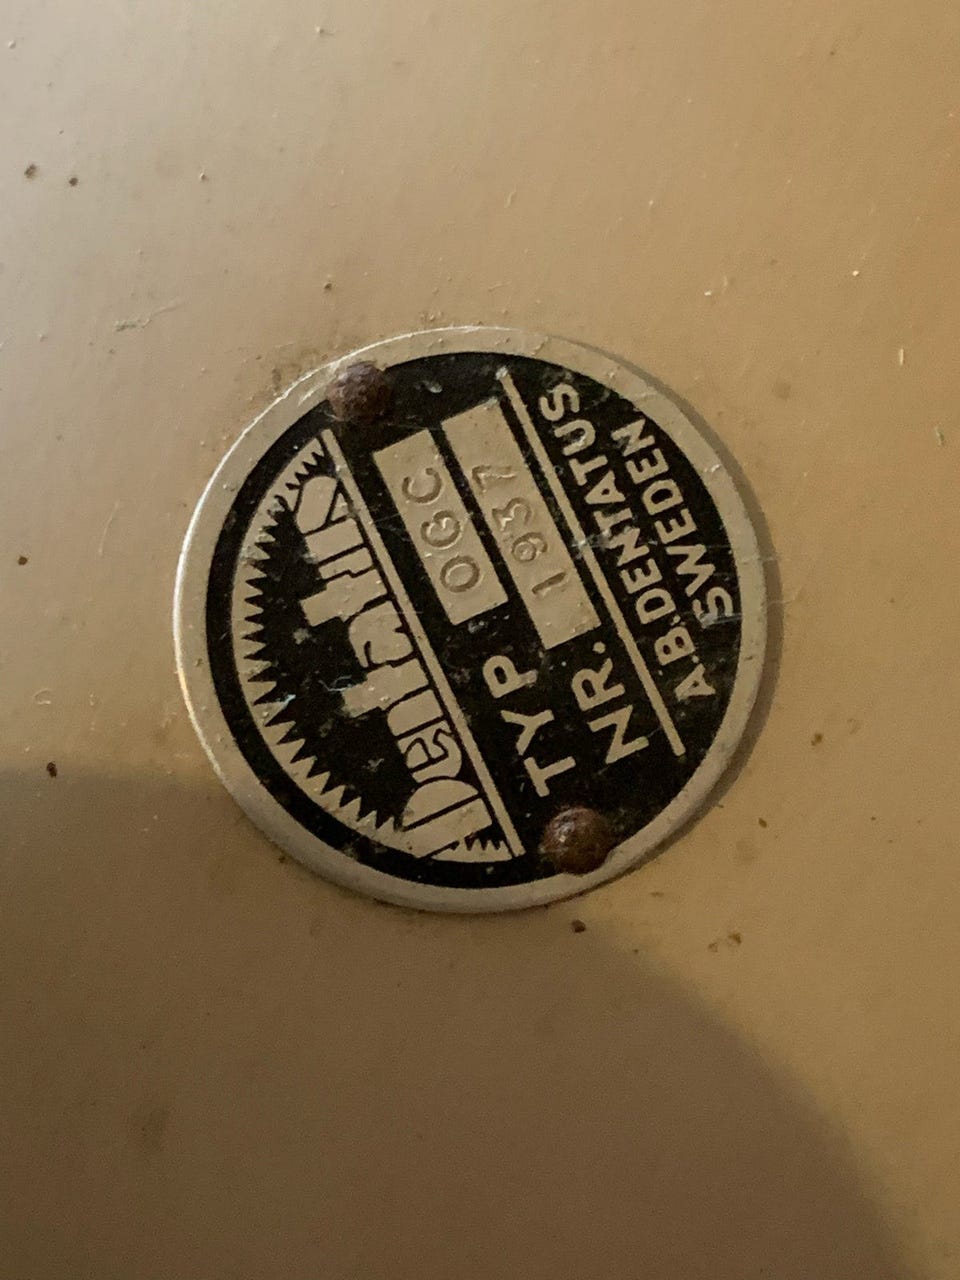 Dentatus
TYP OGC
NR. 1937
A.B. DENTATUS
SWEDEN